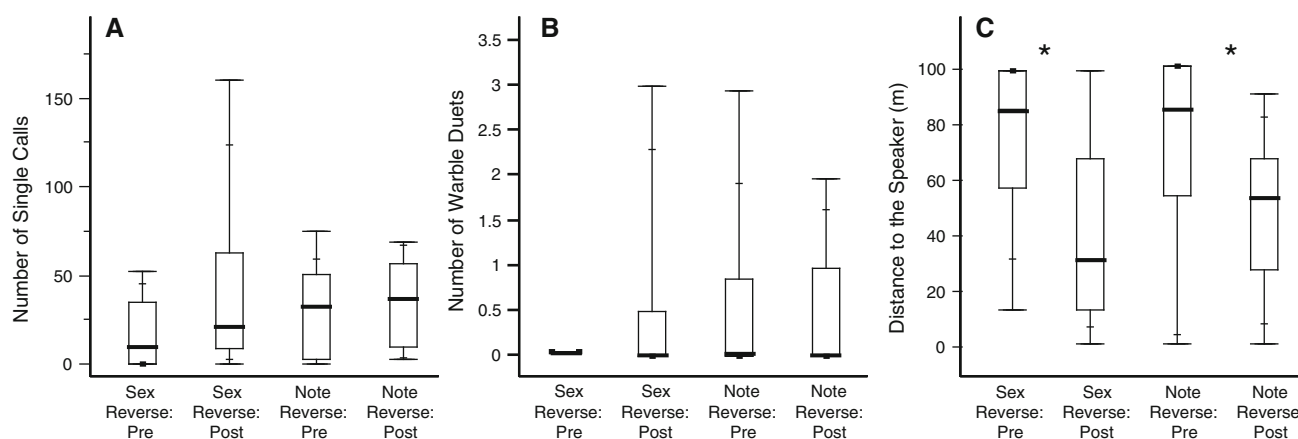 A
Number of Single Calls
150
100
50
0
Sex Reverse: Pre
Sex Reverse: Post
Note Reverse: Pre
Note Reverse: Post
B
Number of Warble Duets
3.5
3
2.5
2
1.5
1
0.5
0
Sex Reverse: Pre
Sex Reverse: Post
Note Reverse: Pre
Note Reverse: Post
C
* *
Distance to the Speaker (m)
100
80
60
40
20
0
Sex Reverse: Pre
Sex Reverse: Post
Note Reverse: Pre
Note Reverse: Post